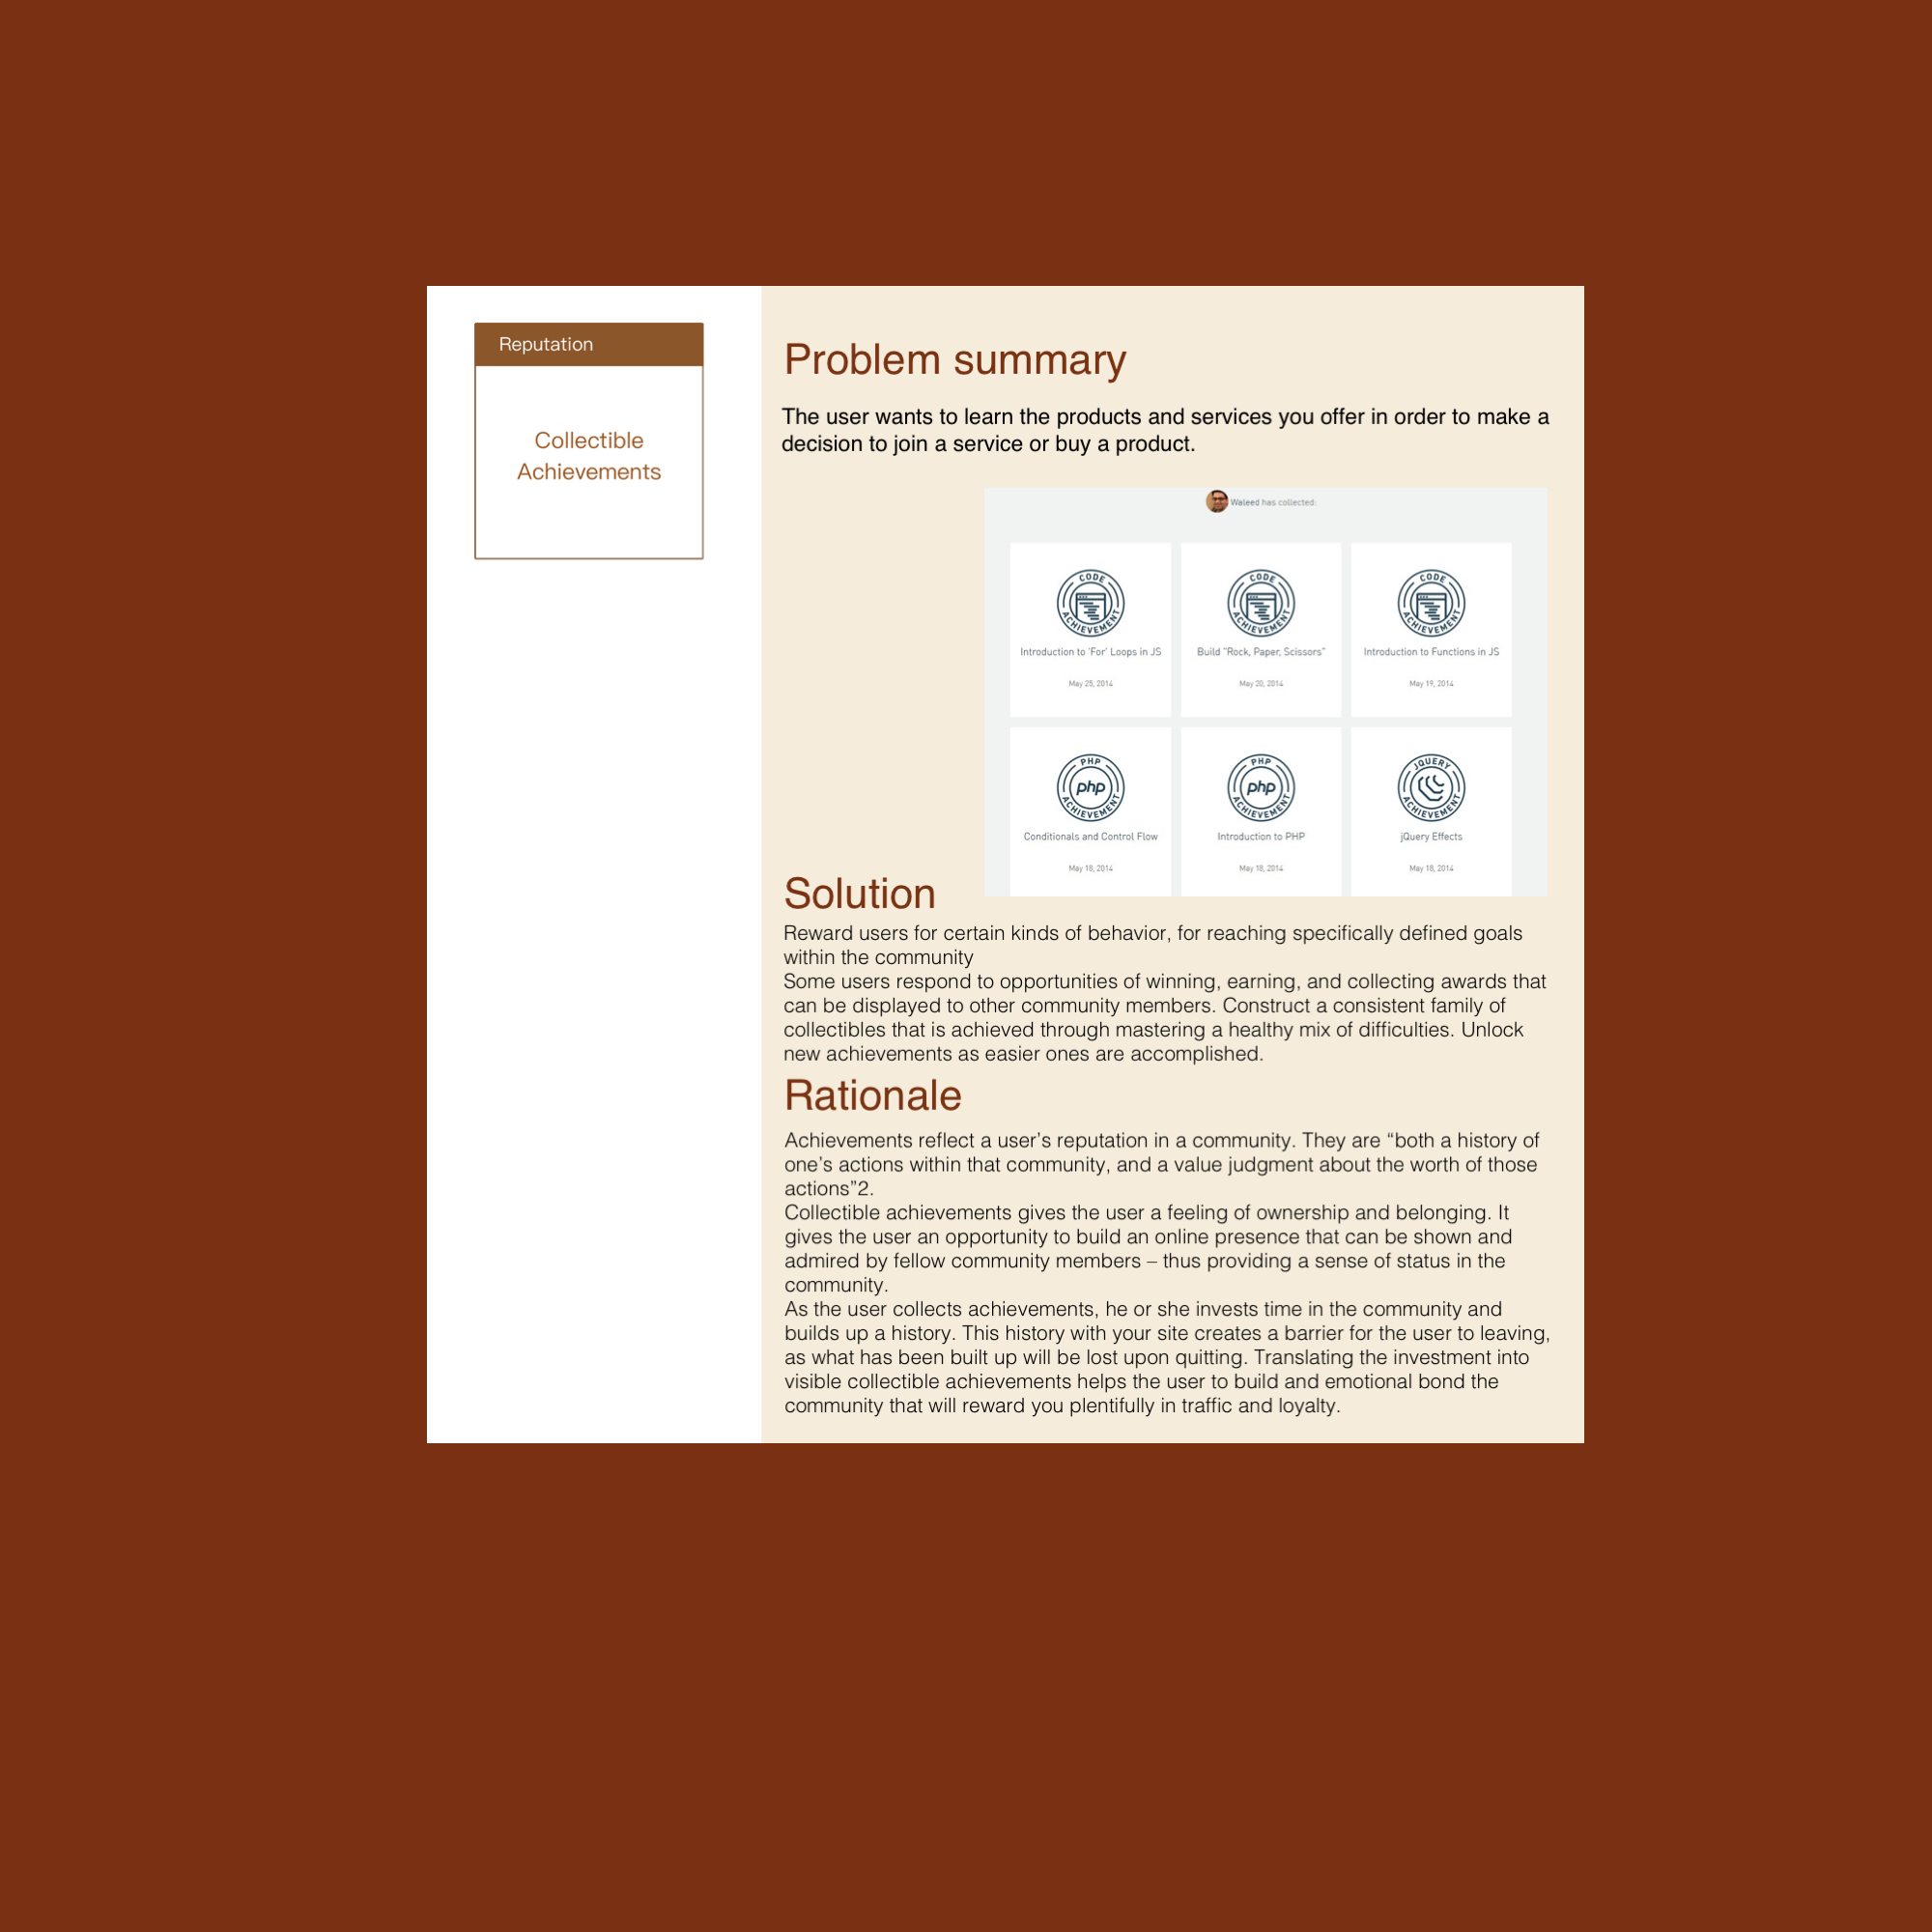 Reputation
Collectible
Achievements
Problem summary
The user wants to learn the products and services you offer in order to make a
decision to join a service or buy a product.
Waleed has collected:
CODE
ACHIEVEMENT
Introduction to 'For' Loops in JS
May 25, 2014
CODE
ACHIEVEMENT
Build "Rock, Paper, Scissors"
May 20, 2014
CODE
ACHIEVEMENT
Introduction to Functions in JS
May 19, 2014
PHP
php
ACHIEVEMENT
Conditionals and Control Flow
May 18, 2014
PHP
php
ACHIEVEMENT
Introduction to PHP
May 18, 2014
JQUERY
ACHIEVEMENT
jQuery Effects
May 18, 2014
Solution
Reward users for certain kinds of behavior, for reaching specifically defined goals
within the community
Some users respond to opportunities of winning, earning, and collecting awards that
can be displayed to other community members. Construct a consistent family of
collectibles that is achieved through mastering a healthy mix of difficulties. Unlock
new achievements as easier ones are accomplished.
Rationale
Achievements reflect a user’s reputation in a community. They are “both a history of
one’s actions within that community, and a value judgment about the worth of those
actions”2.
Collectible achievements gives the user a feeling of ownership and belonging. It
gives the user an opportunity to build an online presence that can be shown and
admired by fellow community members – thus providing a sense of status in the
community.
As the user collects achievements, he or she invests time in the community and
builds up a history. This history with your site creates a barrier for the user to leaving,
as what has been built up will be lost upon quitting. Translating the investment into
visible collectible achievements helps the user to build and emotional bond the
community that will reward you plentifully in traffic and loyalty.